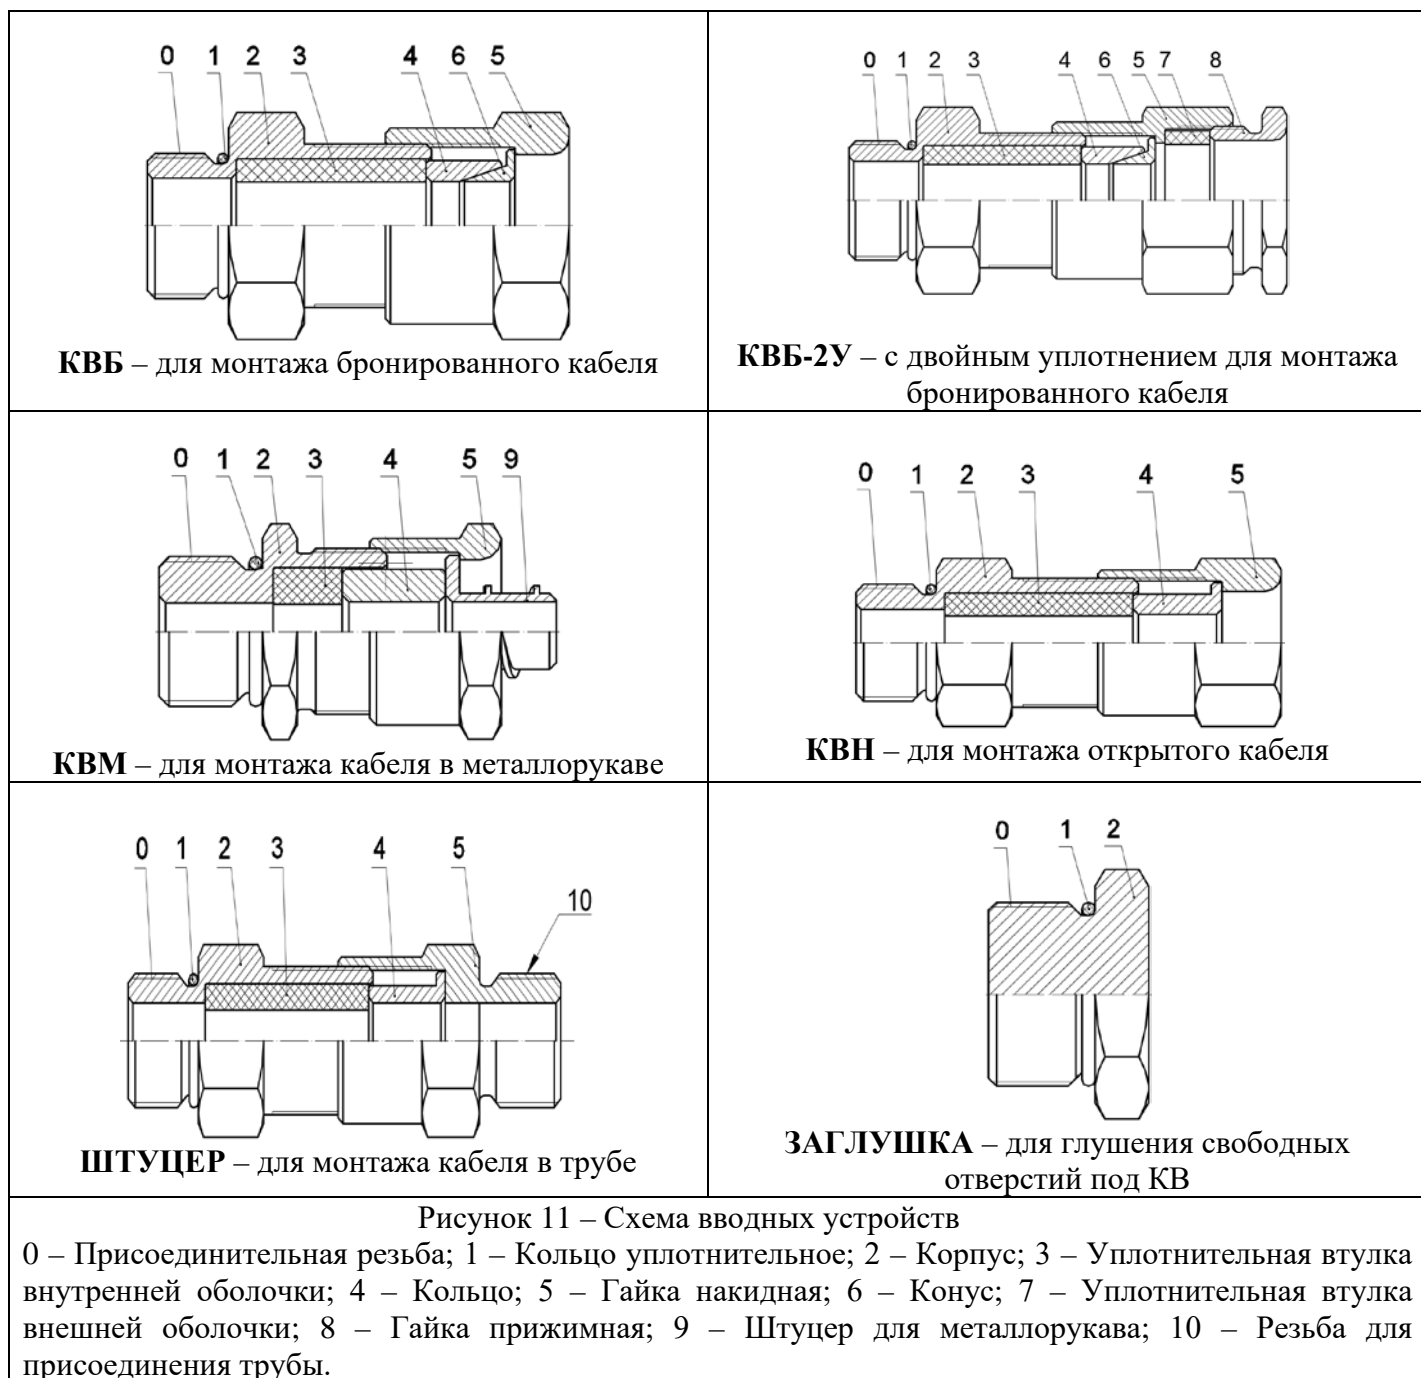 0 1 2 3 4 6 5
КВБ – для монтажа бронированного кабеля
0 1 2 3 4 6 5 7 8
КВБ-2У – с двойным уплотнением для монтажа
бронированного кабеля
0 1 2 3 4 5 9
КВМ – для монтажа кабеля в металлорукаве
0 1 2 3 4 5
КВН – для монтажа открытого кабеля
0 1 2 3 4 5
10
ШТУЦЕР – для монтажа кабеля в трубе
0 1 2
ЗАГЛУШКА – для глушения свободных
отверстий под КВ
Рисунок 11 – Схема вводных устройств
0 – Присоединительная резьба; 1 – Кольцо уплотнительное; 2 – Корпус; 3 – Уплотнительная втулка
внутренней оболочки; 4 – Кольцо; 5 – Гайка накидная; 6 – Конус; 7 – Уплотнительная втулка
внешней оболочки; 8 – Гайка прижимная; 9 – Штуцер для металлорукава; 10 – Резьба для
присоединения трубы.